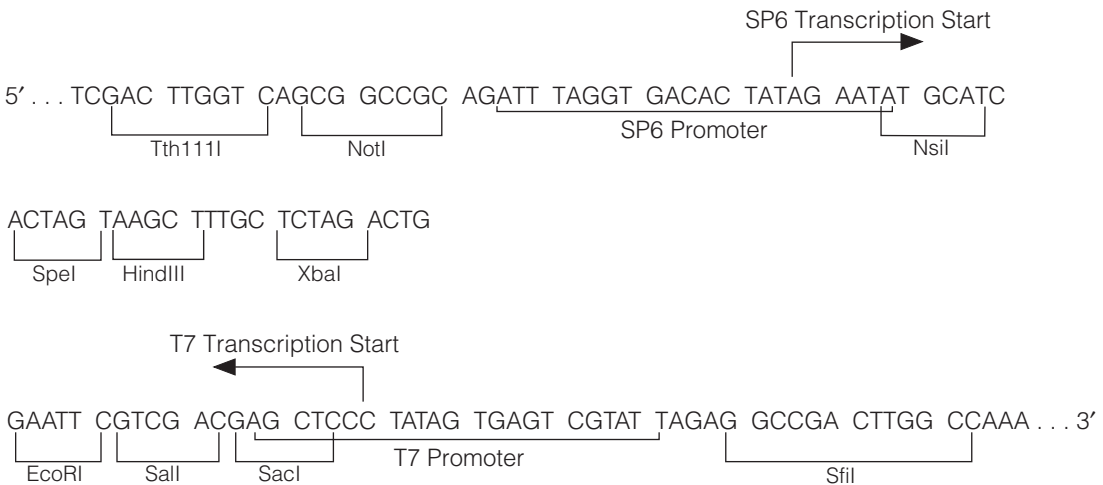 SP6 Transcription Start
5′ . . . TCGAC TTGGT CAGCG GCCGC AGATT TAGGT GACAC TATAG AATAT GCATC
SP6 Promoter
Tth111I NotI NsiI
ACTAG TAAGC TTTGC TCTAG ACTG
SpeI HindIII XbaI
T7 Transcription Start
GAATT CGTCG ACGAG CTCCC TATAG TGAGT CGTAT TAGAG GCCGA CTTGG CCAAA . . . 3′
T7 Promoter
EcoRI SalI SacI SfiI